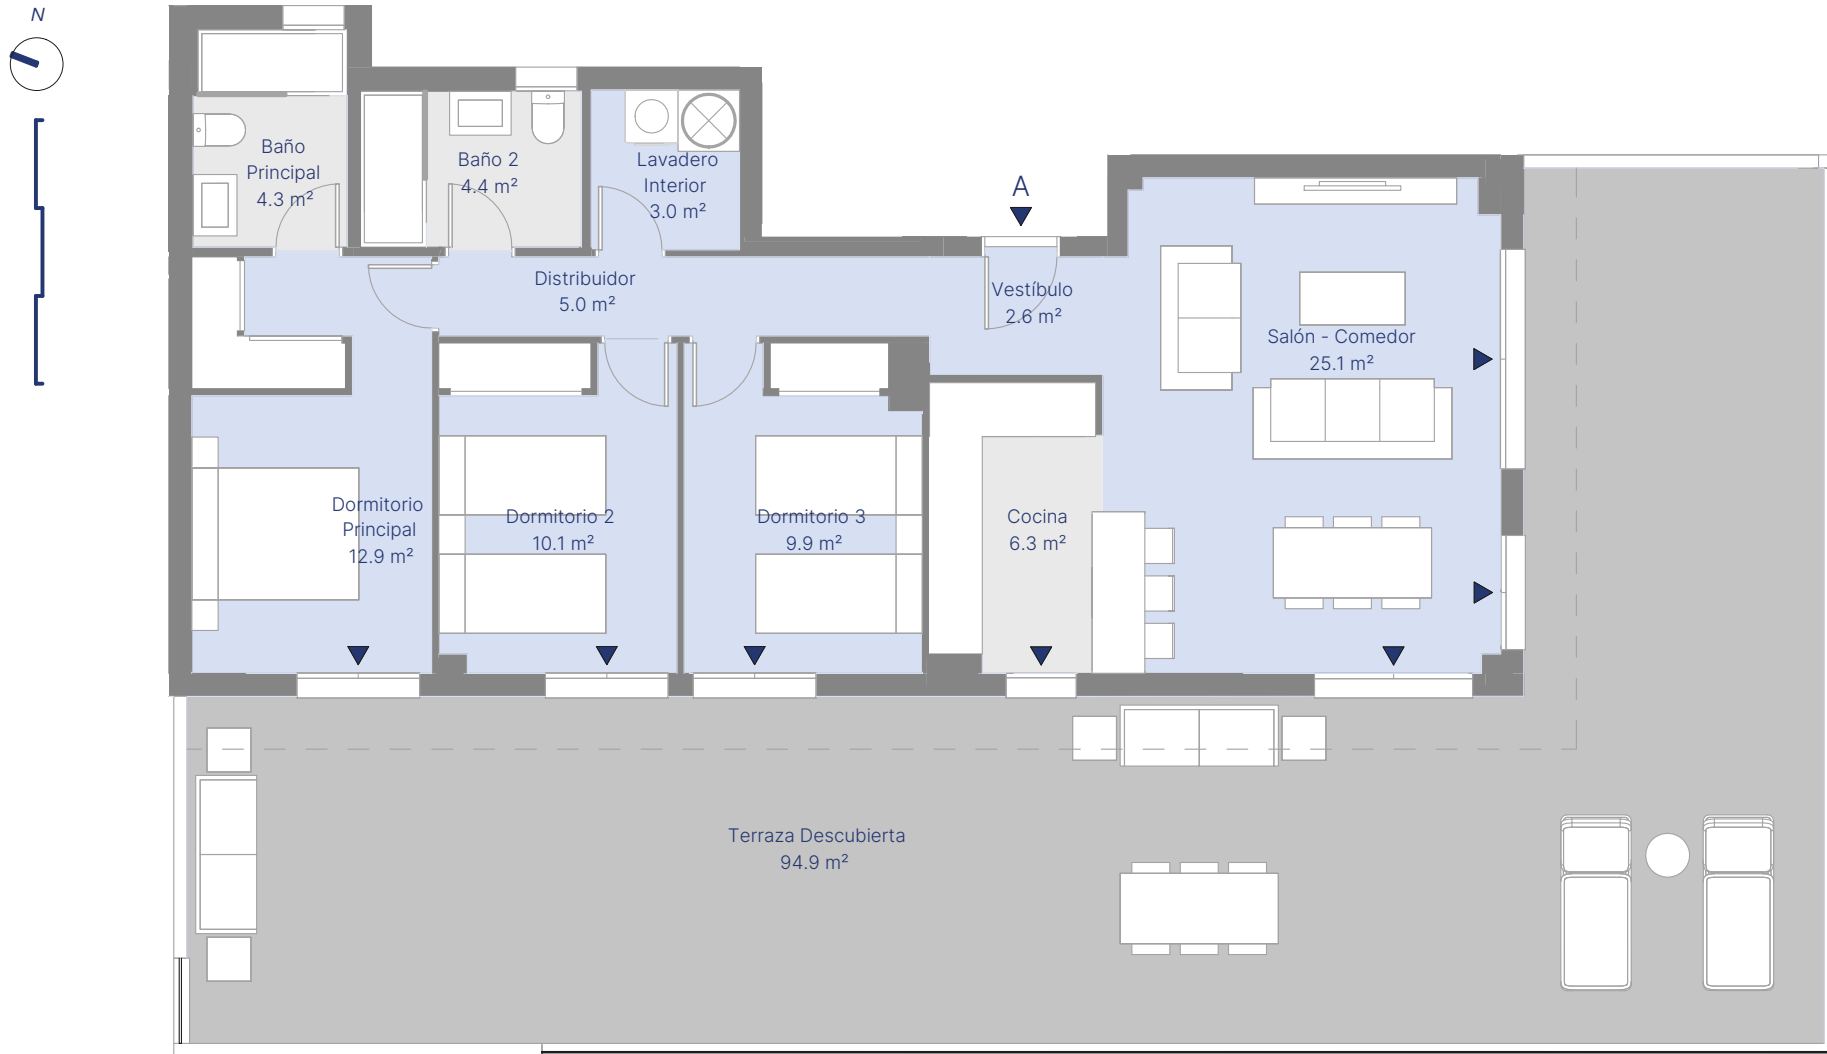 N
Baño
Principal
4.3 m²
Baño 2
4.4 m²
Lavadero
Interior
3.0 m²
A
Distribuidor
5.0 m²
Vestíbulo
2.6 m²
Salón - Comedor
25.1 m²
Dormitorio
Principal
12.9 m²
Dormitorio 2
10.1 m²
Dormitorio 3
9.9 m²
Cocina
6.3 m²
Terraza Descubierta
94.9 m²